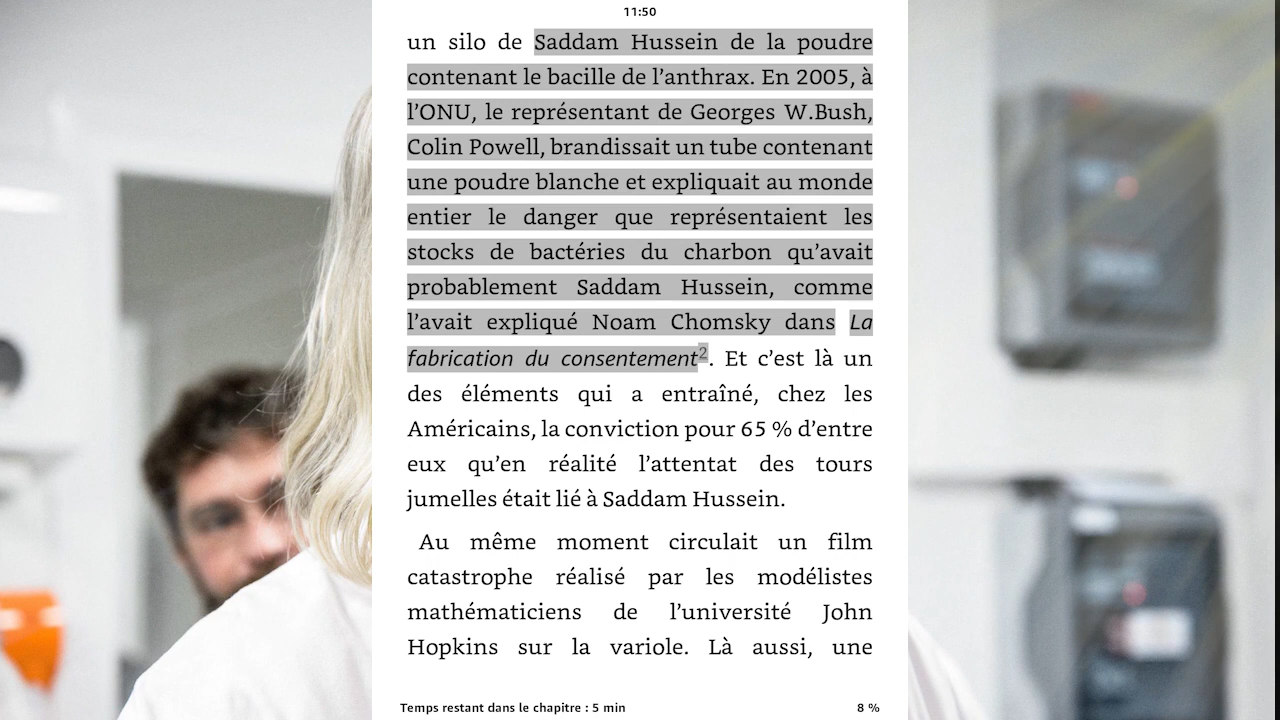 11:50
un silo de Saddam Hussein de la poudre
contenant le bacille de l’anthrax. En 2005, à
l’ONU, le représentant de Georges W.Bush,
Colin Powell, brandissait un tube contenant
une poudre blanche et expliquait au monde
entier le danger que représentaient les
stocks de bactéries du charbon qu’avait
probablement Saddam Hussein, comme
l’avait expliqué Noam Chomsky dans La
fabrication du consentement2. Et c’est là un
des éléments qui a entraîné, chez les
Américains, la conviction pour 65 % d’entre
eux qu’en réalité l’attentat des tours
jumelles était lié à Saddam Hussein.
Au même moment circulait un film
catastrophe réalisé par les modélistes
mathématiciens de l’université John
Hopkins sur la variole. Là aussi, une
Temps restant dans le chapitre : 5 min
8 %